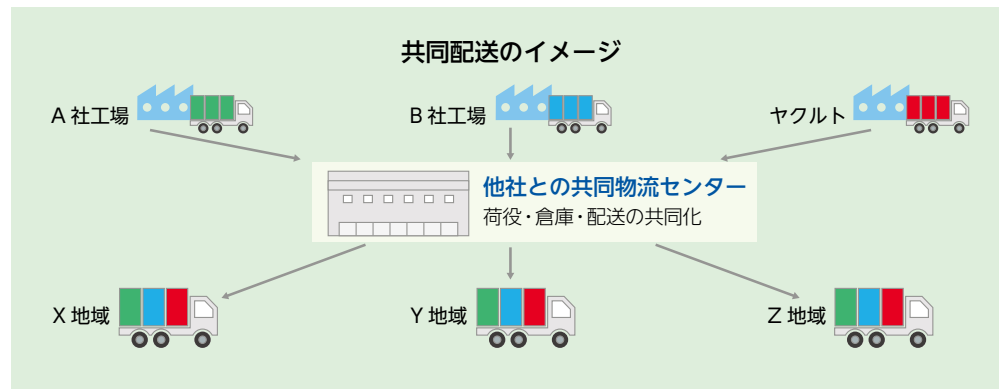 共同配送のイメージ
A 社工場
B 社工場
ヤクルト
他社との共同物流センター
荷役・倉庫・配送の共同化
X 地域
Y 地域
Z 地域